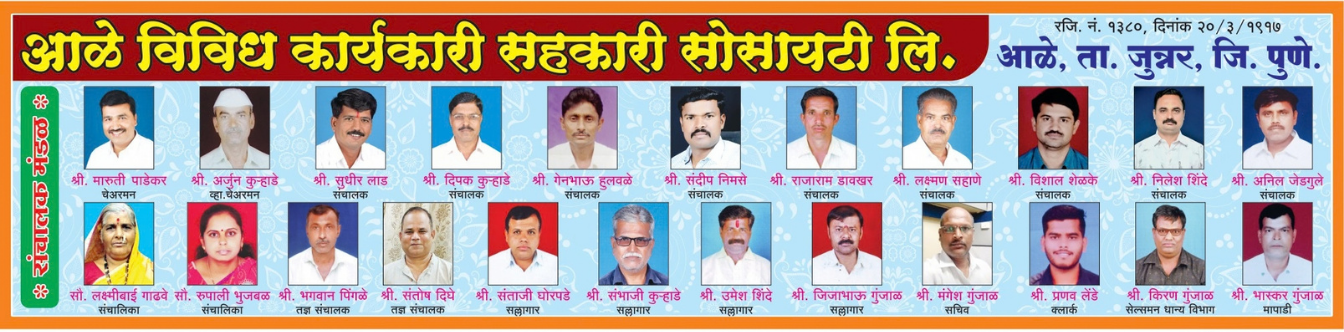 आळे विविध कार्यकारी सहकारी सोसायटी लि.
रजि. नं. १३८०, दिनांक २०/३/१९१७
आळे, ता. जुन्नर, जि. पुणे.
संचालक मंडळ
श्री. मारुती पाडेकर श्री. अर्जुन कुऱ्हाडे श्री. सुधीर लाड श्री. दिपक कुऱ्हाडे श्री. गेनभाऊ हुलवळे श्री. संदीप निमसे श्री. राजाराम डावखर श्री. लक्ष्मण सहाणे श्री. विशाल शेळके श्री. निलेश शिंदे श्री. अनिल जेडगुले
चेअरमन व्हा.चेअरमन संचालक संचालक संचालक संचालक संचालक संचालक संचालक संचालक संचालक
सौ. लक्ष्मीबाई गाढवे सौ. रुपाली भुजबळ श्री. भगवान पिंगळे श्री. संतोष दिघे श्री. संताजी घोरपडे श्री. संभाजी कुऱ्हाडे श्री. उमेश शिंदे श्री. जिजाभाऊ गुंजाळ श्री. मंगेश गुंजाळ श्री. प्रणव लेंडे श्री. किरण गुंजाळ श्री. भास्कर गुंजाळ
संचालिका संचालिका तज्ञ संचालक तज्ञ संचालक सल्लागार सल्लागार सल्लागार सल्लागार सचिव क्लार्क सेल्समन धान्य विभाग मापाडी